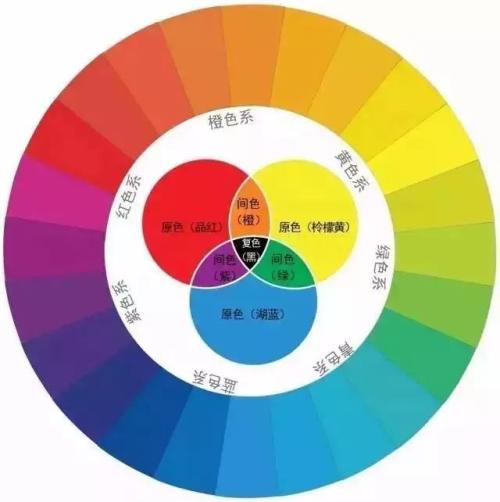 橙色系
红色系
黄色系
间色
(橙)
原色（品红）
原色（柠檬黄）
复色
(黑)
间色
（紫）
间色
（绿）
绿色系
紫色系
原色（湖蓝）
青色系
蓝色系